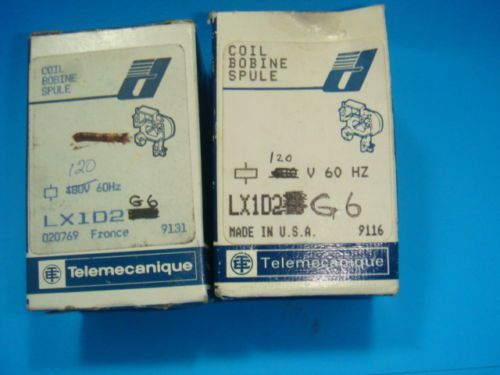 COIL
BOBINE
SPULE
120
480V 60Hz
LX1D2 G6
020769 France 9131
Telemecanique
COIL
BOBINE
SPULE
120
V 60 HZ
LX1D2 G6
MADE IN U.S.A. 9116
Telemecanique